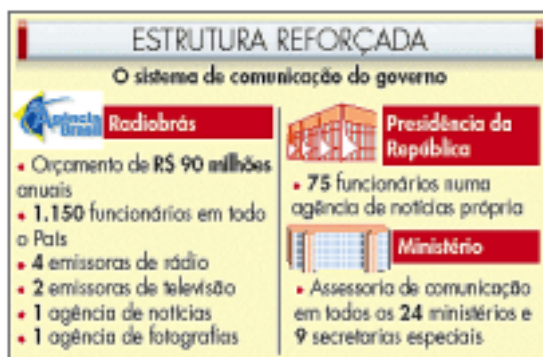 ESTRUTURA REFORÇADA
O sistema de comunicação do governo
Agência
Brasil
Radiobrás
• Orçamento de R$ 90 milhões
anuais
• 1.150 funcionários em todo
o País
• 4 emissoras de rádio
• 2 emissoras de televisão
• 1 agência de notícias
• 1 agência de fotografias
Presidência da
República
• 75 funcionários numa
agência de notícias própria
Ministério
• Assessoria de comunicação
em todos os 24 ministérios e
9 secretarias especiais